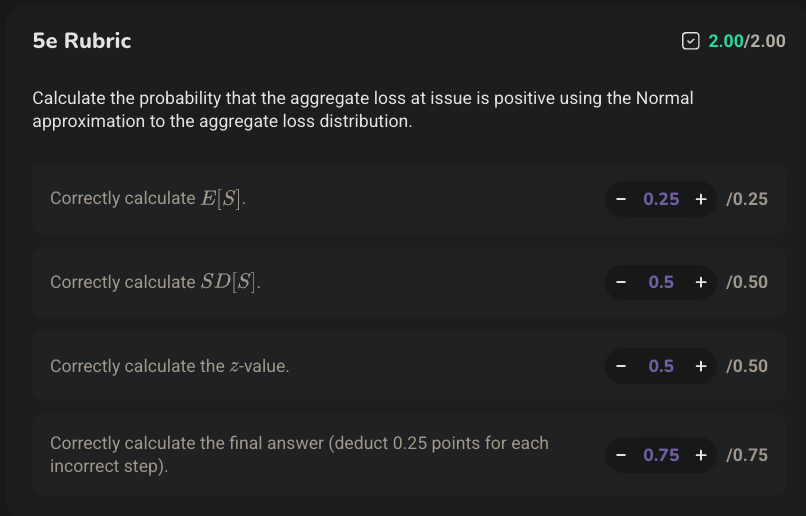 5e Rubric
2.00/2.00
Calculate the probability that the aggregate loss at issue is positive using the Normal
approximation to the aggregate loss distribution.
Correctly calculate E[S].
− 0.25 + /0.25
Correctly calculate SD[S].
− 0.5 + /0.50
Correctly calculate the z-value.
− 0.5 + /0.50
Correctly calculate the final answer (deduct 0.25 points for each
incorrect step).
− 0.75 + /0.75